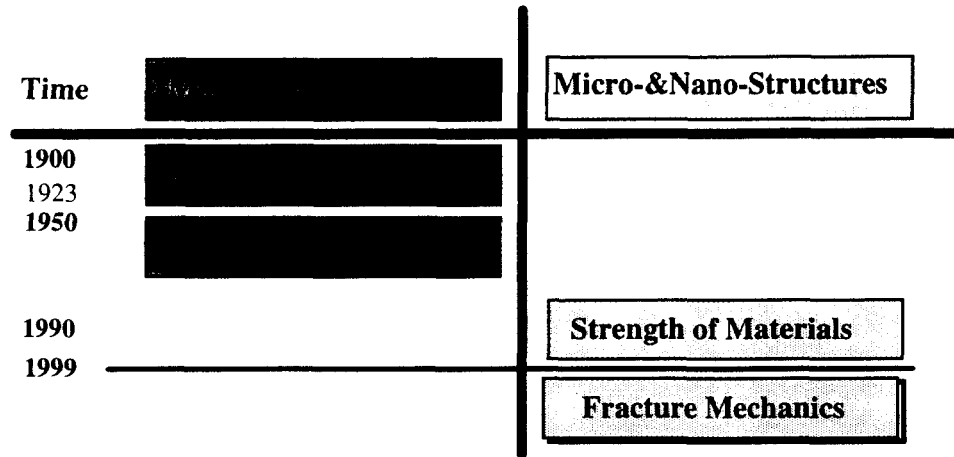 Time
Micro-&Nano-Structures
1900
1923
1950
1990
Strength of Materials
1999
Fracture Mechanics